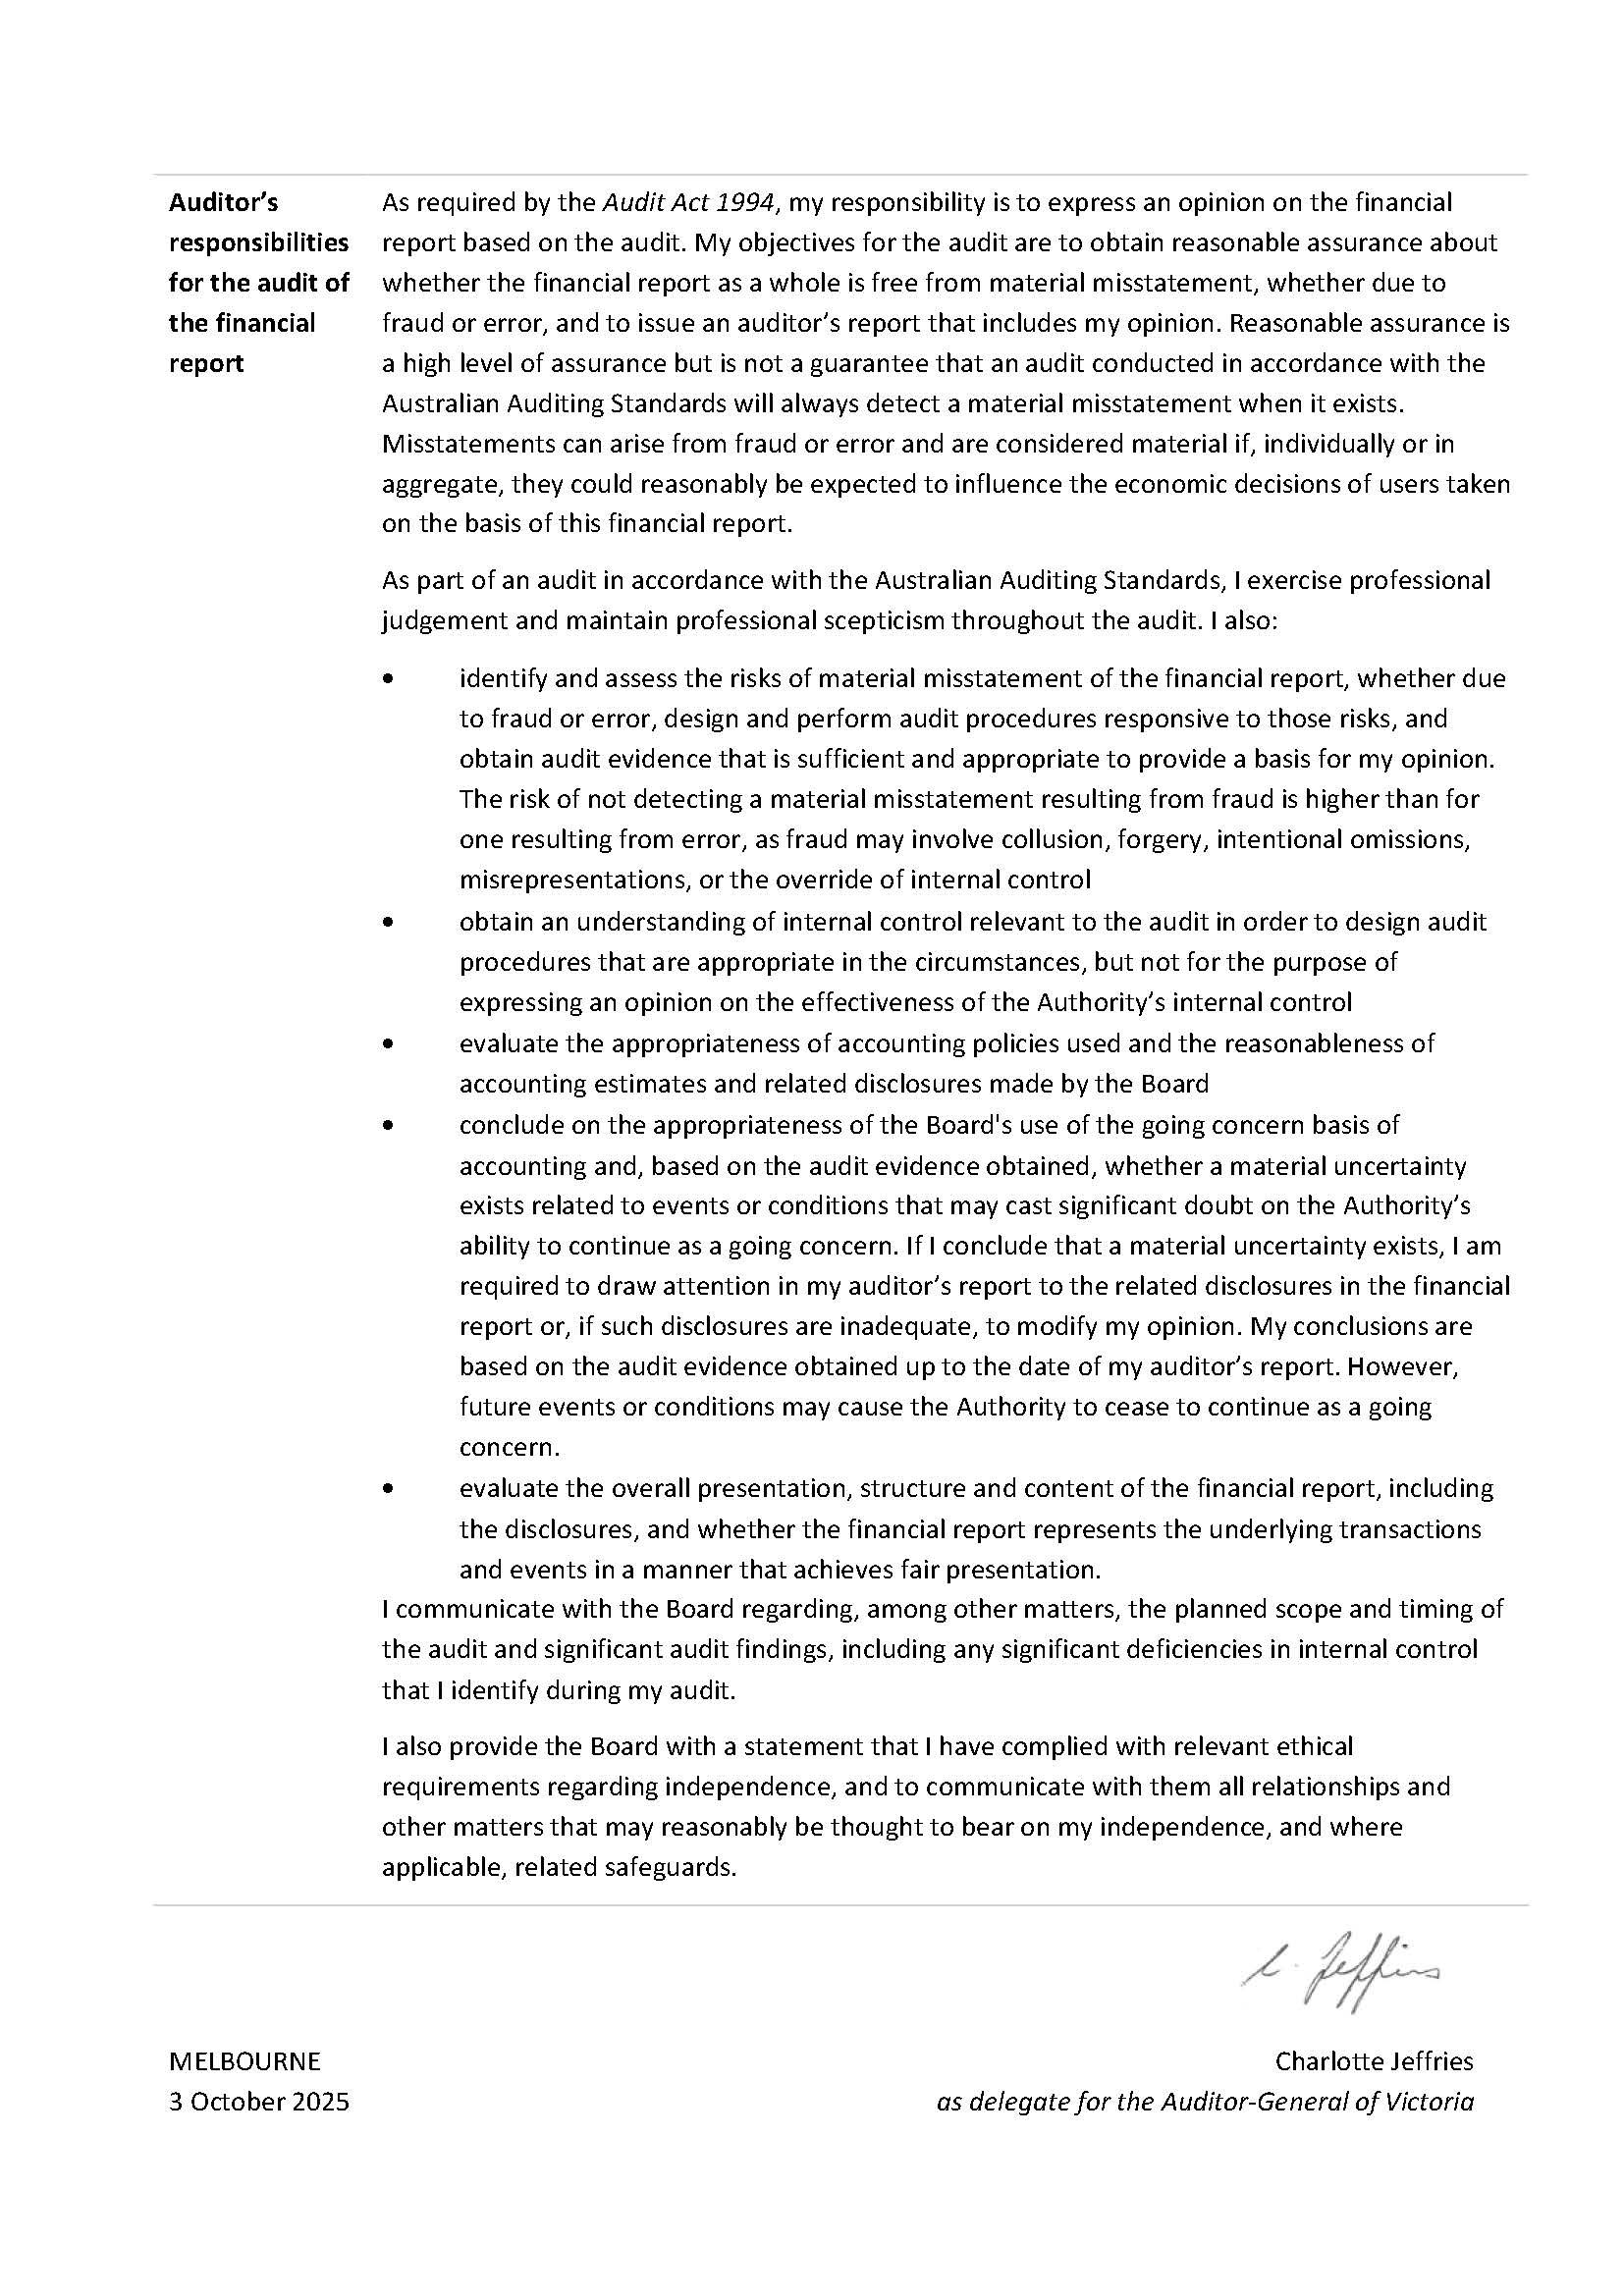 Auditor’s
responsibilities
for the audit of
the financial
report
As required by the Audit Act 1994, my responsibility is to express an opinion on the financial
report based on the audit. My objectives for the audit are to obtain reasonable assurance about
whether the financial report as a whole is free from material misstatement, whether due to
fraud or error, and to issue an auditor’s report that includes my opinion. Reasonable assurance is
a high level of assurance but is not a guarantee that an audit conducted in accordance with the
Australian Auditing Standards will always detect a material misstatement when it exists.
Misstatements can arise from fraud or error and are considered material if, individually or in
aggregate, they could reasonably be expected to influence the economic decisions of users taken
on the basis of this financial report.
As part of an audit in accordance with the Australian Auditing Standards, I exercise professional
judgement and maintain professional scepticism throughout the audit. I also:
• identify and assess the risks of material misstatement of the financial report, whether due
to fraud or error, design and perform audit procedures responsive to those risks, and
obtain audit evidence that is sufficient and appropriate to provide a basis for my opinion.
The risk of not detecting a material misstatement resulting from fraud is higher than for
one resulting from error, as fraud may involve collusion, forgery, intentional omissions,
misrepresentations, or the override of internal control
• obtain an understanding of internal control relevant to the audit in order to design audit
procedures that are appropriate in the circumstances, but not for the purpose of
expressing an opinion on the effectiveness of the Authority’s internal control
• evaluate the appropriateness of accounting policies used and the reasonableness of
accounting estimates and related disclosures made by the Board
• conclude on the appropriateness of the Board's use of the going concern basis of
accounting and, based on the audit evidence obtained, whether a material uncertainty
exists related to events or conditions that may cast significant doubt on the Authority’s
ability to continue as a going concern. If I conclude that a material uncertainty exists, I am
required to draw attention in my auditor’s report to the related disclosures in the financial
report or, if such disclosures are inadequate, to modify my opinion. My conclusions are
based on the audit evidence obtained up to the date of my auditor’s report. However,
future events or conditions may cause the Authority to cease to continue as a going
concern.
• evaluate the overall presentation, structure and content of the financial report, including
the disclosures, and whether the financial report represents the underlying transactions
and events in a manner that achieves fair presentation.
I communicate with the Board regarding, among other matters, the planned scope and timing of
the audit and significant audit findings, including any significant deficiencies in internal control
that I identify during my audit.
I also provide the Board with a statement that I have complied with relevant ethical
requirements regarding independence, and to communicate with them all relationships and
other matters that may reasonably be thought to bear on my independence, and where
applicable, related safeguards.
MELBOURNE
3 October 2025
Charlotte Jeffries
as delegate for the Auditor-General of Victoria